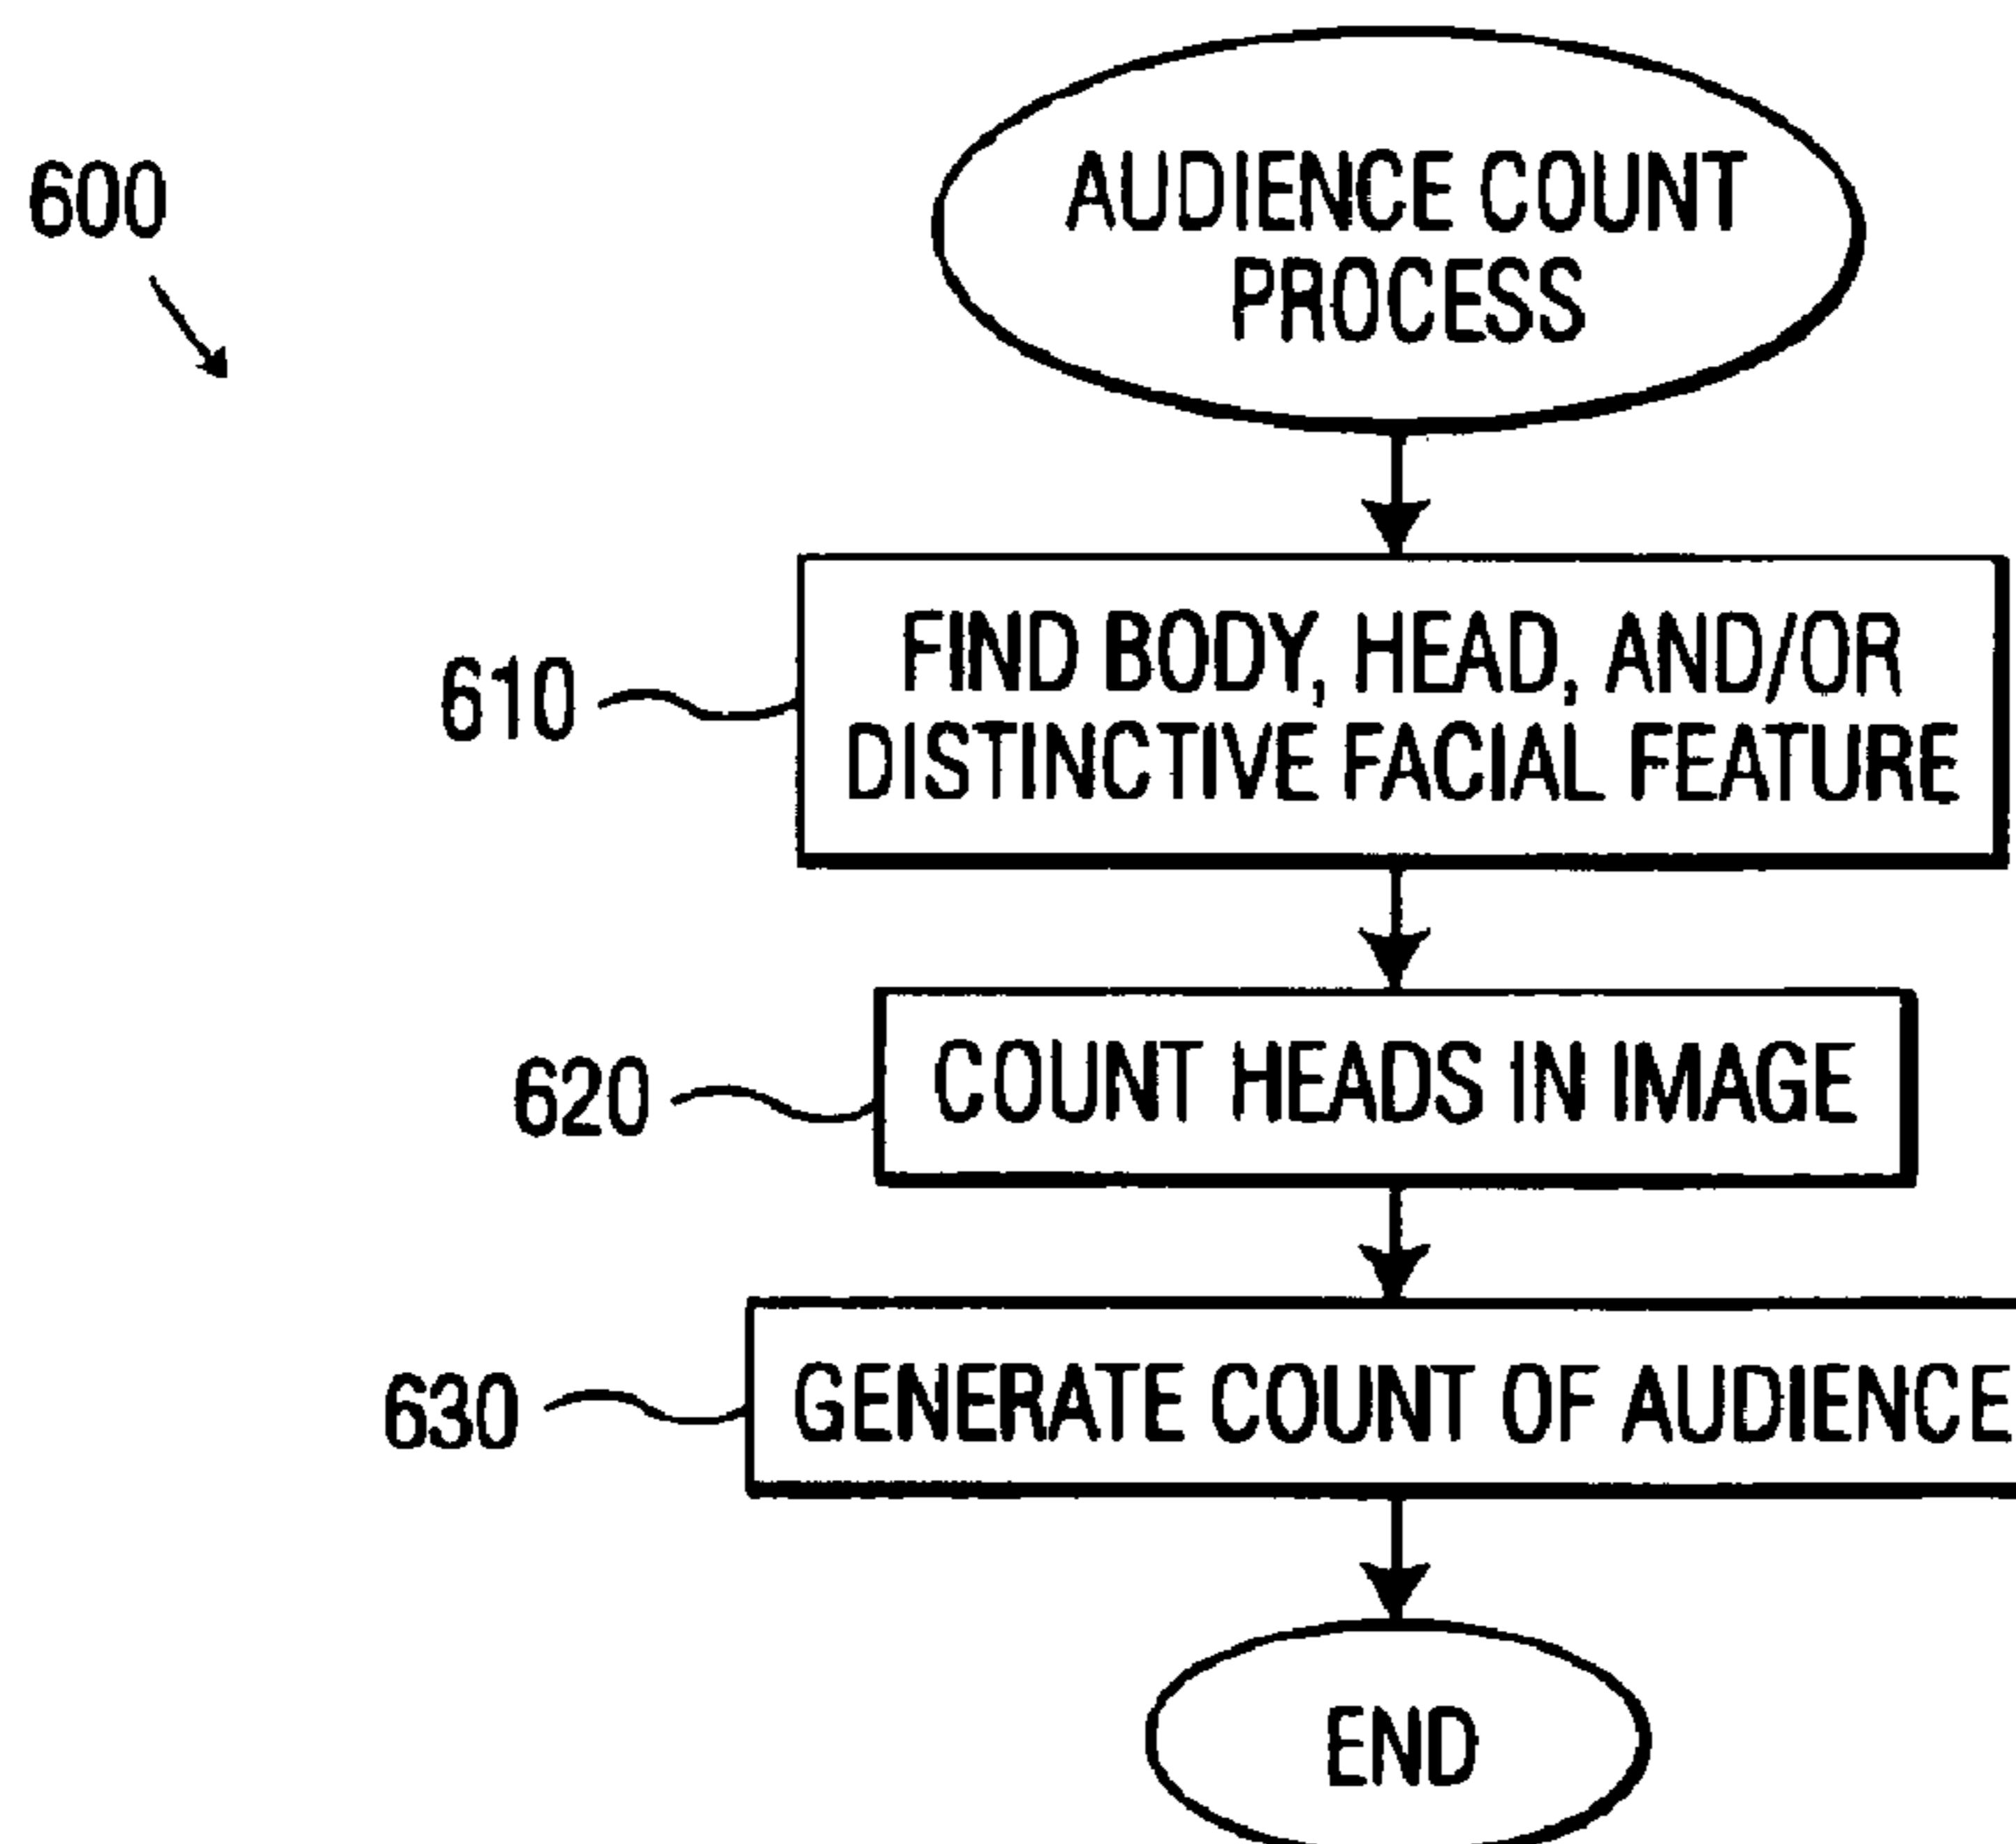 600
AUDIENCE COUNT
PROCESS
610
FIND BODY, HEAD, AND/OR
DISTINCTIVE FACIAL FEATURE
620
COUNT HEADS IN IMAGE
630
GENERATE COUNT OF AUDIENCE
END